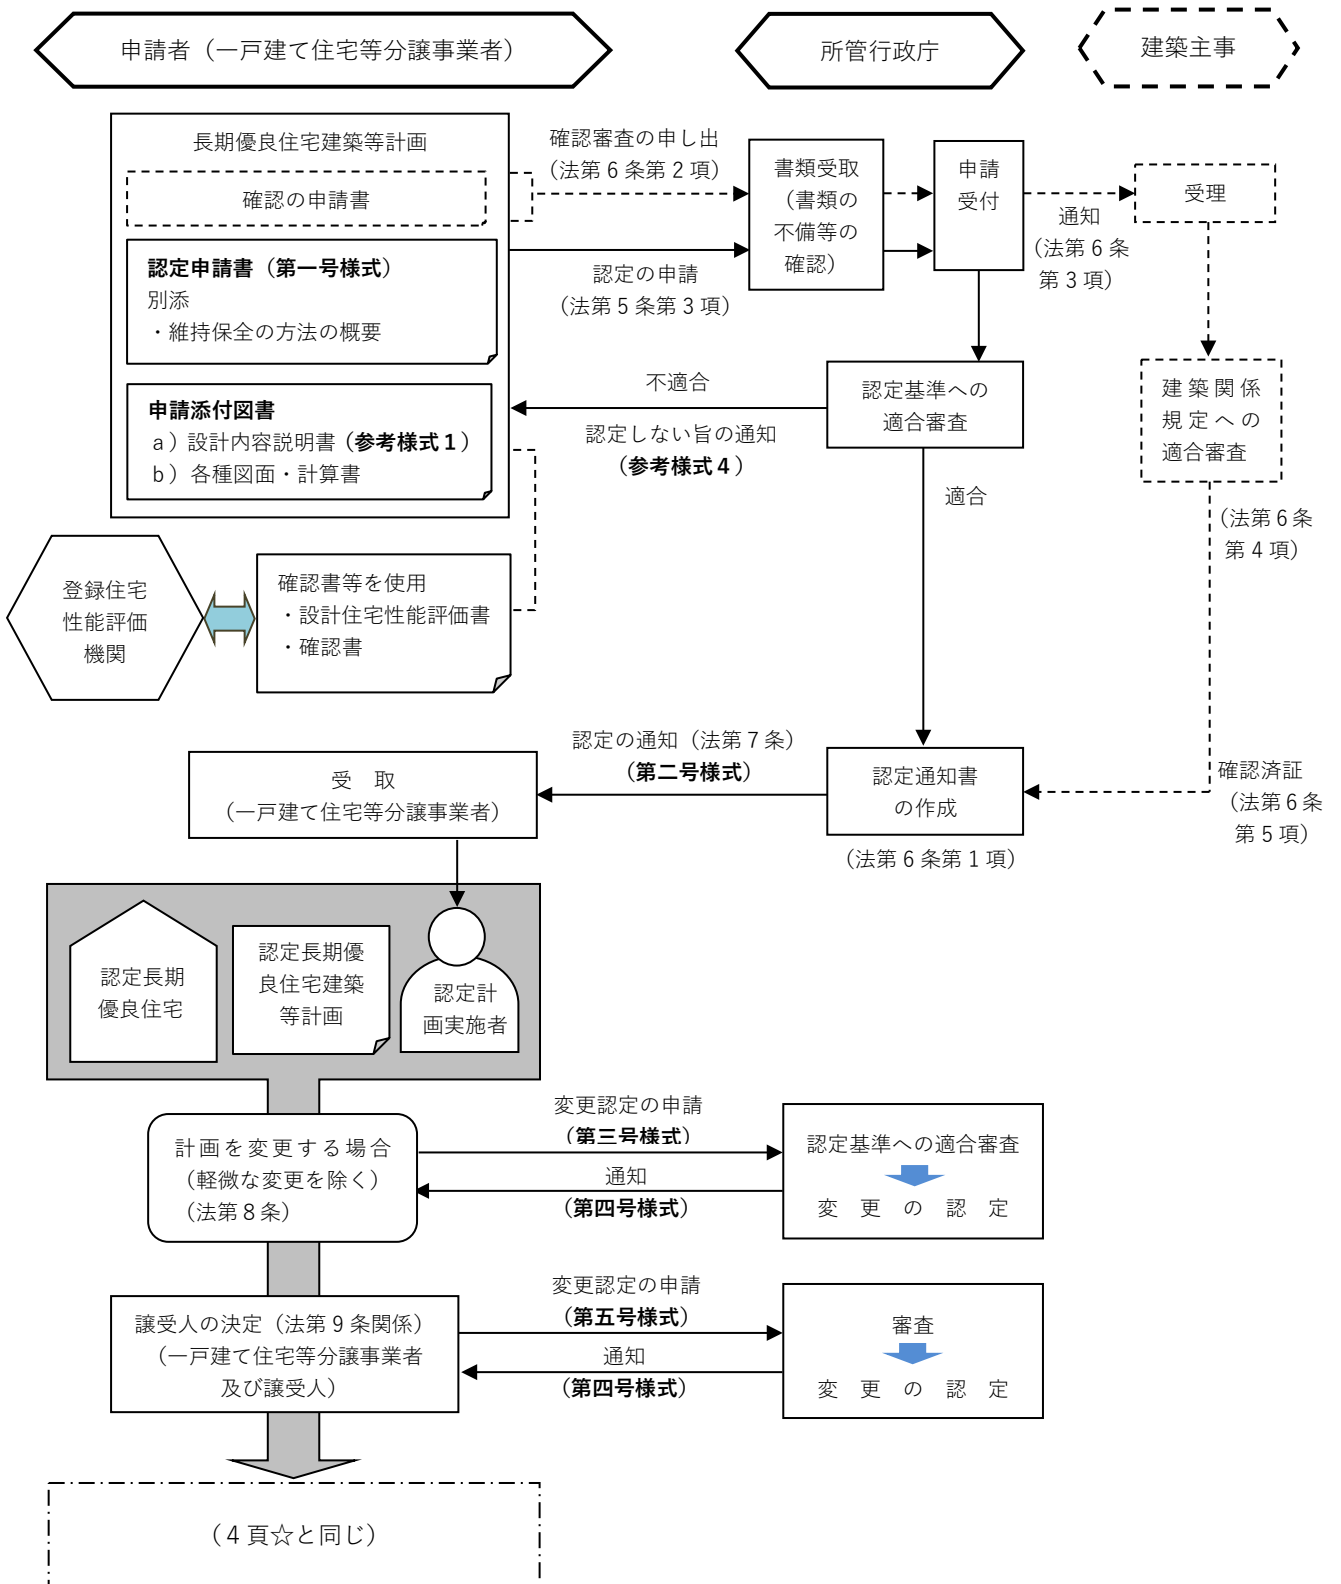 申請者（一戸建て住宅等分譲事業者）
所管行政庁
建築主事
長期優良住宅建築等計画
確認の申請書
認定申請書（第一号様式）
別添
・維持保全の方法の概要
申請添付図書
a）設計内容説明書（参考様式１）
b）各種図面・計算書
確認審査の申し出
（法第６条第２項）
認定の申請
（法第５条第３項）
書類受取
（書類の
不備等の
確認）
申請
受付
通知
（法第６条
第３項）
受理
不適合
認定しない旨の通知
（参考様式４）
認定基準への
適合審査
建築関係
規定への
適合審査
適合
（法第６条
第４項）
登録住宅
性能評価
機関
確認書等を使用
・設計住宅性能評価書
・確認書
認定の通知（法第７条）
（第二号様式）
受　取
（一戸建て住宅等分譲事業者）
認定通知書
の作成
（法第６条第１項）
確認済証
（法第６条
第５項）
認定長期
優良住宅
認定長期優
良住宅建築
等計画
認定計
画実施者
計画を変更する場合
（軽微な変更を除く）
（法第８条）
変更認定の申請
（第三号様式）
通知
（第四号様式）
認定基準への適合審査
変　更　の　認　定
譲受人の決定（法第９条関係）
（一戸建て住宅等分譲事業者
及び譲受人）
変更認定の申請
（第五号様式）
通知
（第四号様式）
審査
変　更　の　認　定
（４頁☆と同じ）